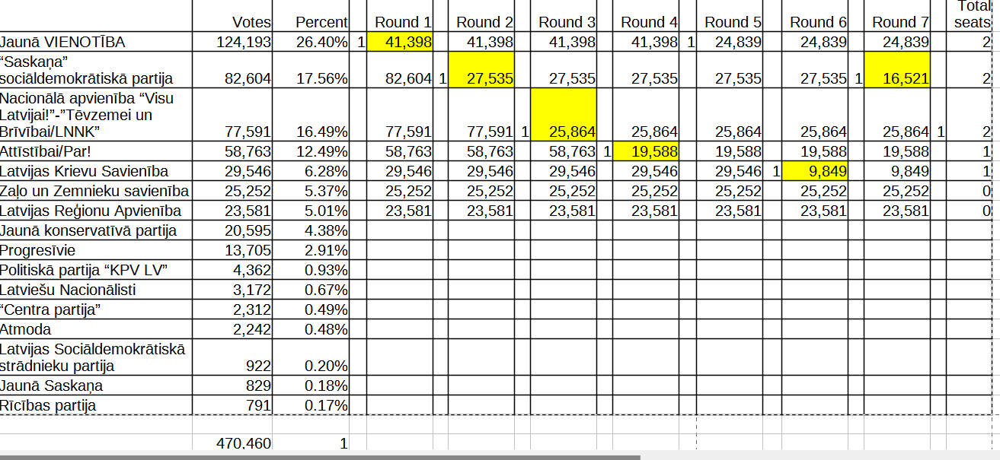 Total
Votes Percent Round 1 Round 2 Round 3 Round 4 Round 5 Round 6 Round 7 seats
Jaunā VIENOTĪBA 124,193 26.40% 1 41,398 41,398 41,398 41,398 1 24,839 24,839 24,839 2
“Saskaņa”
sociāldemokrātiskā partija 82,604 17.56% 82,604 1 27,535 27,535 27,535 27,535 27,535 1 16,521 2
Nacionālā apvienība “Visu
Latvijai!”-”Tēvzemei un
Brīvībai/LNNK” 77,591 16.49% 77,591 77,591 1 25,864 25,864 25,864 25,864 25,864 1 2
Attīstībai/Par! 58,763 12.49% 58,763 58,763 58,763 1 19,588 19,588 19,588 19,588 1
Latvijas Krievu Savienība 29,546 6.28% 29,546 29,546 29,546 29,546 29,546 1 9,849 9,849 1
Zaļo un Zemnieku savienība 25,252 5.37% 25,252 25,252 25,252 25,252 25,252 25,252 25,252 0
Latvijas Reģionu Apvienība 23,581 5.01% 23,581 23,581 23,581 23,581 23,581 23,581 23,581 0
Jaunā konservatīvā partija 20,595 4.38%
Progresīvie 13,705 2.91%
Politiskā partija “KPV LV” 4,362 0.93%
Latviešu Nacionālisti 3,172 0.67%
“Centra partija” 2,312 0.49%
Atmoda 2,242 0.48%
Latvijas Sociāldemokrātiskā
strādnieku partija 922 0.20%
Jaunā Saskaņa 829 0.18%
Rīcības partija 791 0.17%
470,460 1